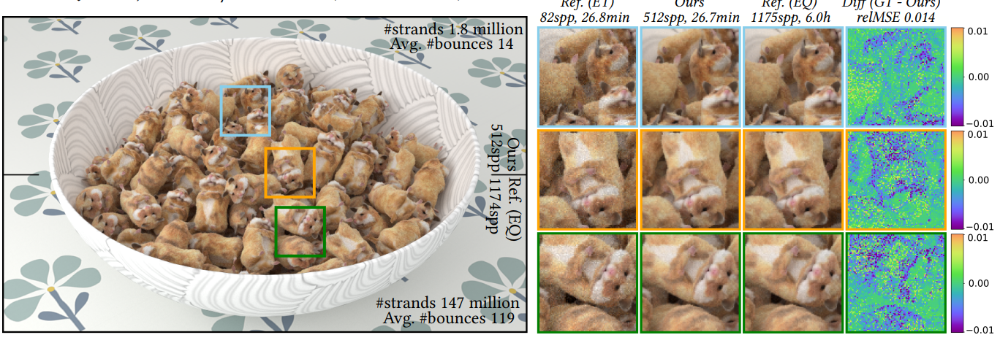 #strands 1.8 million
Avg. #bounces 14
Ours Ref. (EQ)
512spp|1174spp
#strands 147 million
Avg. #bounces 119
Ref. (ET)
82spp, 26.8min
Ours
512spp, 26.7min
Ref. (EQ)
1175spp, 6.0h
Diff (GT - Ours)
relMSE 0.014
0.01
0.00
−0.01
0.01
0.00
−0.01
0.01
0.00
−0.01